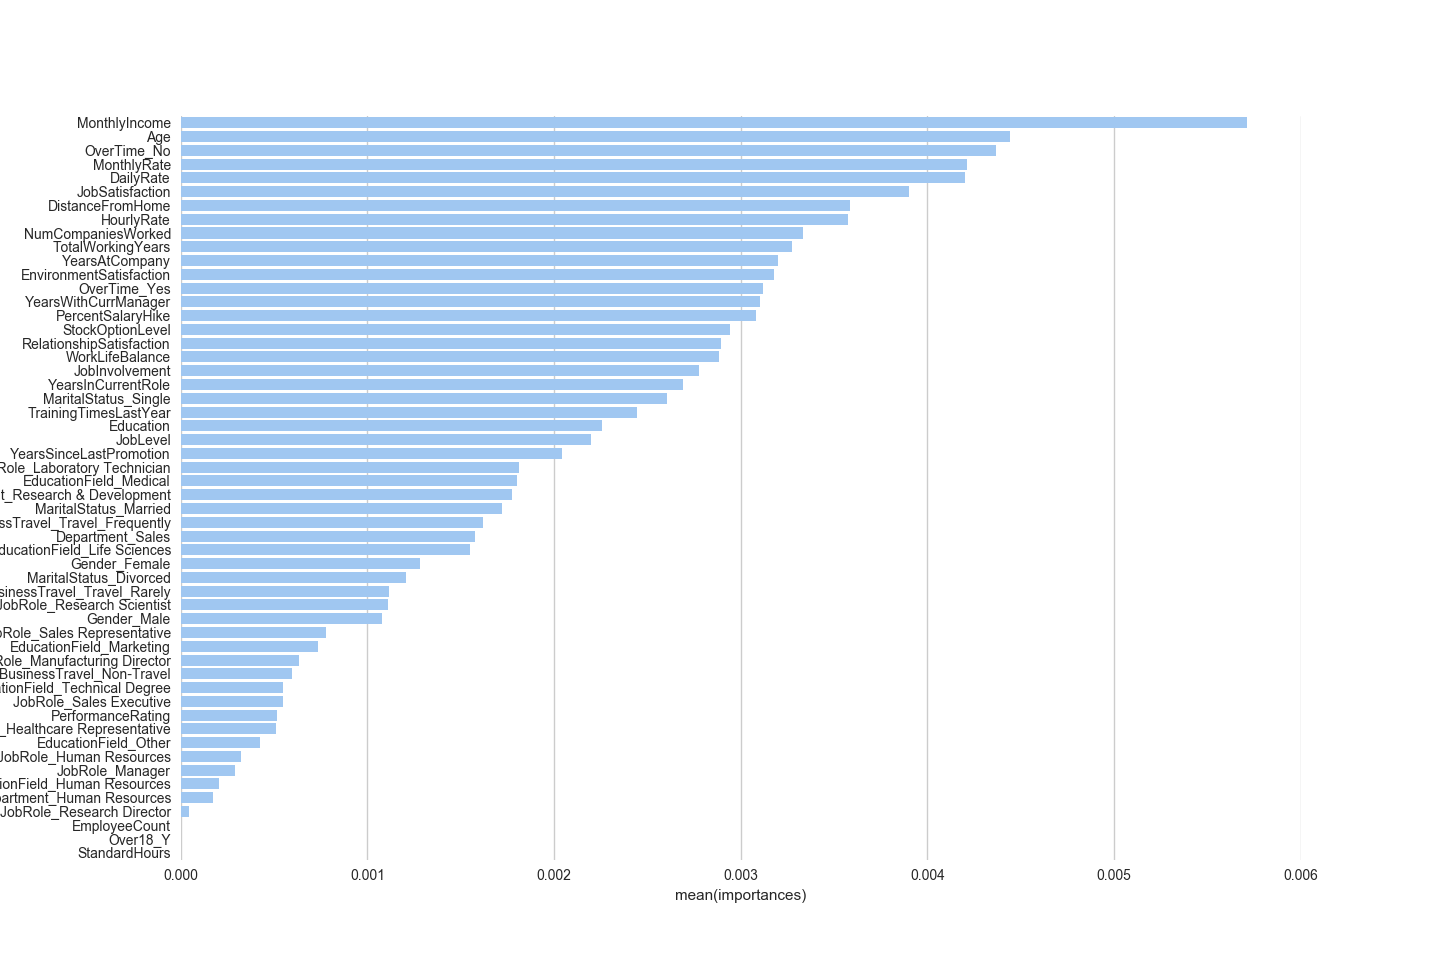 MonthlyIncome
Age
OverTime_No
MonthlyRate
DailyRate
JobSatisfaction
DistanceFromHome
HourlyRate
NumCompaniesWorked
TotalWorkingYears
YearsAtCompany
EnvironmentSatisfaction
OverTime_Yes
YearsWithCurrManager
PercentSalaryHike
StockOptionLevel
RelationshipSatisfaction
WorkLifeBalance
JobInvolvement
YearsInCurrentRole
MaritalStatus_Single
TrainingTimesLastYear
Education
JobLevel
YearsSinceLastPromotion
Role_Laboratory Technician
EducationField_Medical
t_Research & Development
MaritalStatus_Married
ssTravel_Travel_Frequently
Department_Sales
ducationField_Life Sciences
Gender_Female
MaritalStatus_Divorced
sinessTravel_Travel_Rarely
JobRole_Research Scientist
Gender_Male
bRole_Sales Representative
EducationField_Marketing
Role_Manufacturing Director
BusinessTravel_Non-Travel
ationField_Technical Degree
JobRole_Sales Executive
PerformanceRating
_Healthcare Representative
EducationField_Other
JobRole_Human Resources
JobRole_Manager
ionField_Human Resources
partment_Human Resources
JobRole_Research Director
EmployeeCount
Over18_Y
StandardHours
0.000 0.001 0.002 0.003 0.004 0.005 0.006
mean(importances)